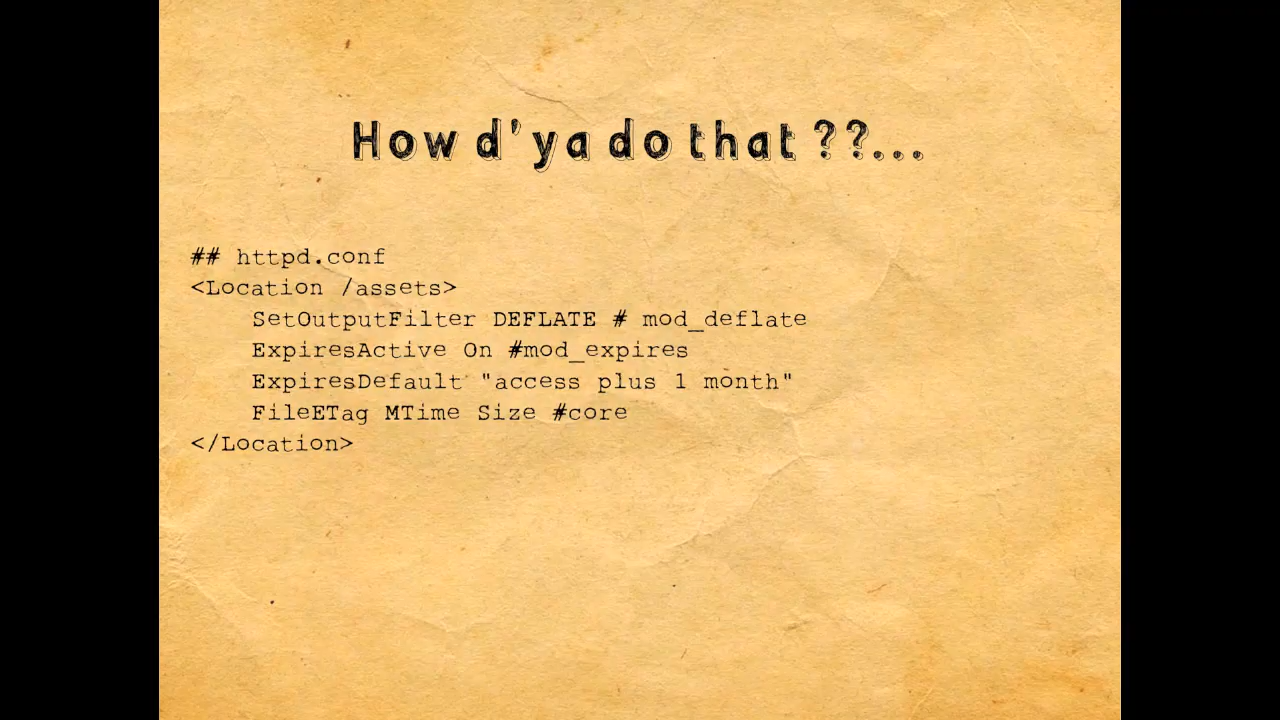 How d'ya do that ??...
## httpd.conf
<Location /assets>
    SetOutputFilter DEFLATE # mod_deflate
    ExpiresActive On #mod_expires
    ExpiresDefault "access plus 1 month"
    FileETag MTime Size #core
</Location>